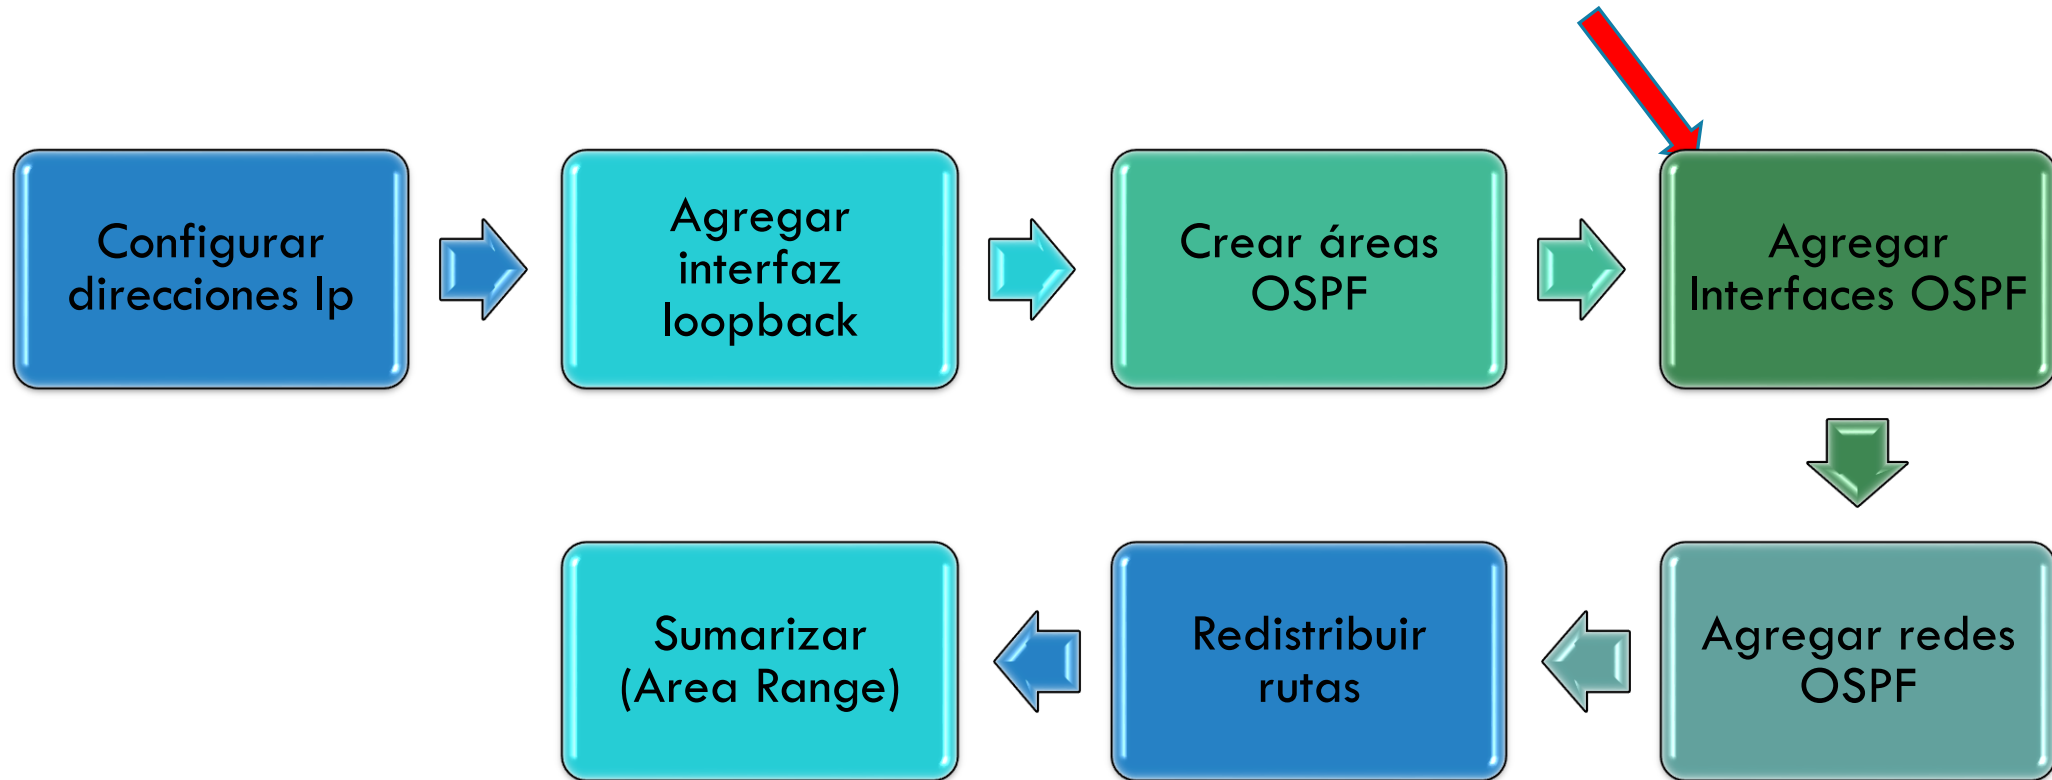 Configurar
direcciones Ip
Agregar
interfaz
loopback
Crear áreas
OSPF
Agregar
Interfaces OSPF
Agregar redes
OSPF
Redistribuir
rutas
Sumarizar
(Area Range)